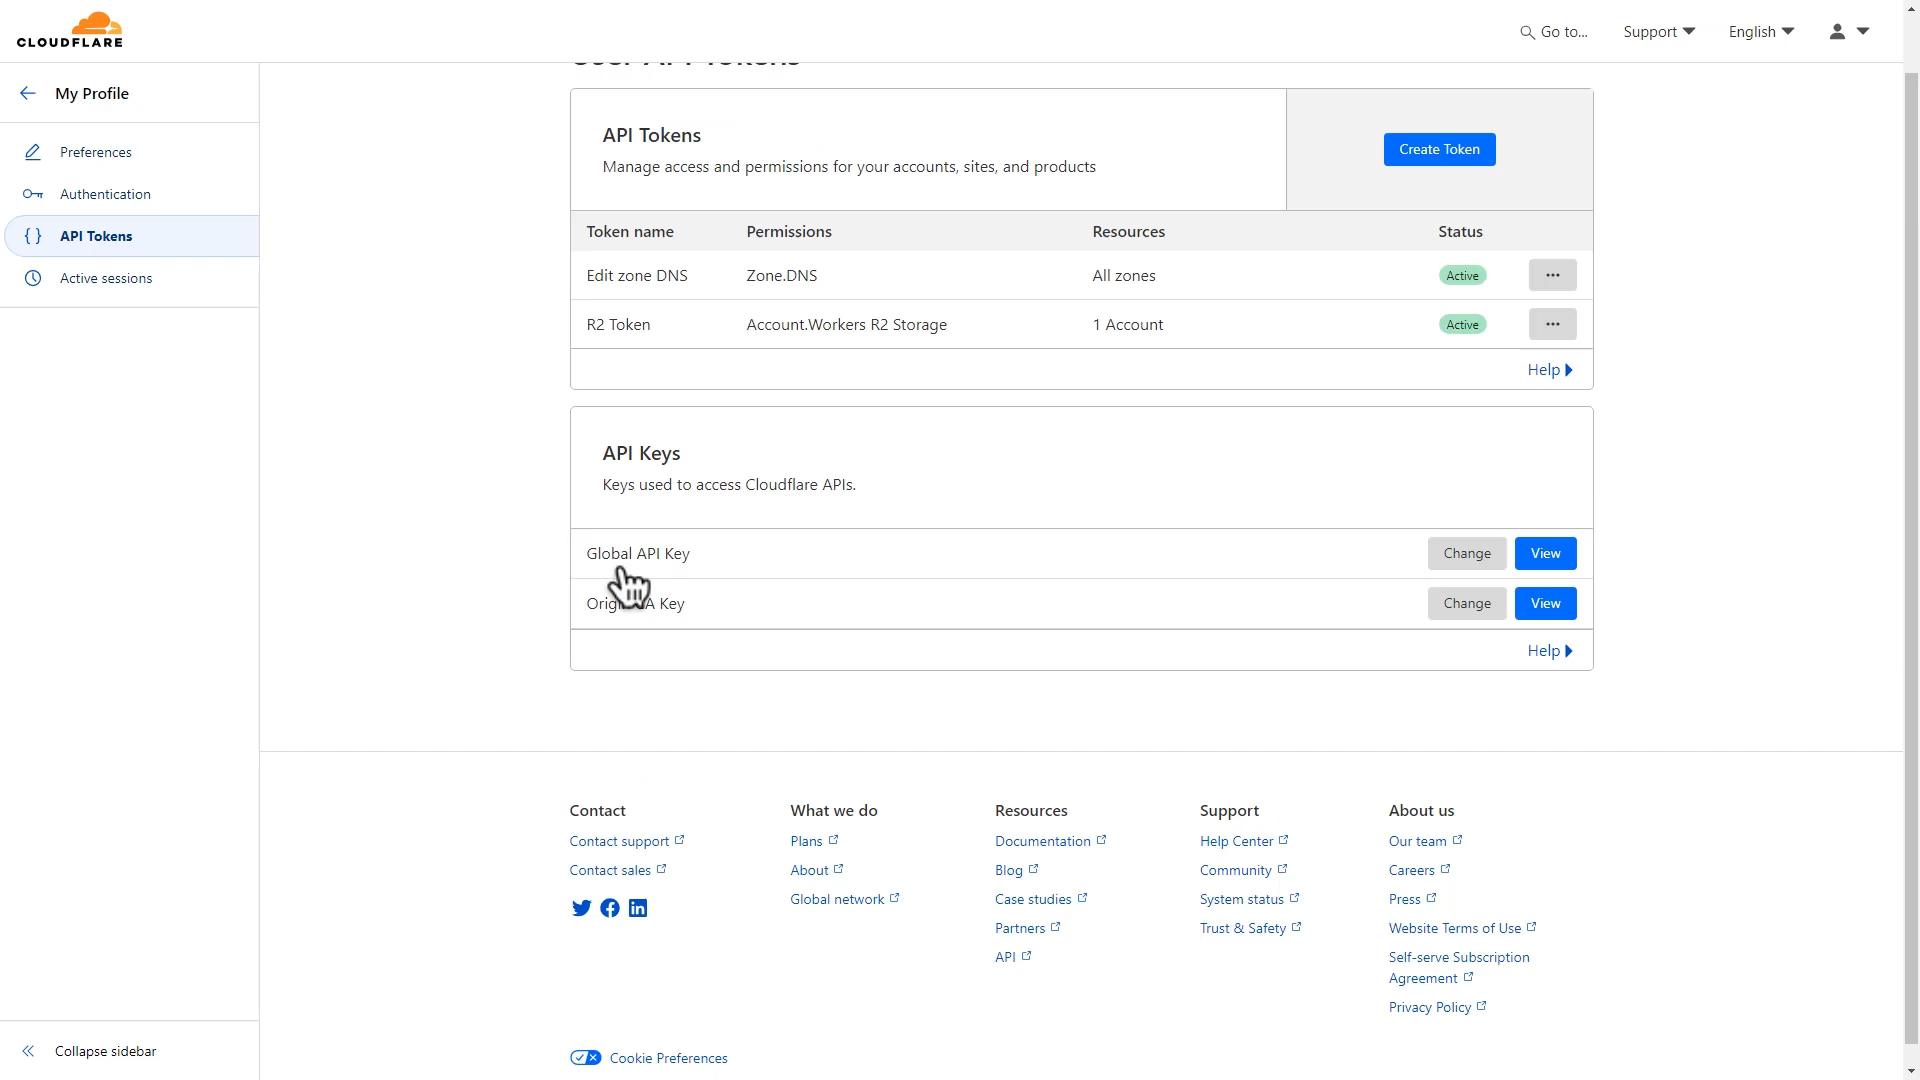 CLOUDFLARE
Go to...
Support
English
My Profile
Preferences
Authentication
API Tokens
Active sessions
User API Tokens
API Tokens
Manage access and permissions for your accounts, sites, and products
Create Token
Token name Permissions Resources Status
Edit zone DNS Zone.DNS All zones Active ...
R2 Token Account.Workers R2 Storage 1 Account Active ...
Help
API Keys
Keys used to access Cloudflare APIs.
Global API Key Change View
Key Change View
Help
Contact
Contact support
Contact sales
What we do
Plans
About
Global network
Resources
Documentation
Blog
Case studies
Partners
API
Support
Help Center
Community
System status
Trust & Safety
About us
Our team
Careers
Press
Website Terms of Use
Self-serve Subscription
Agreement
Privacy Policy
Collapse sidebar
Cookie Preferences